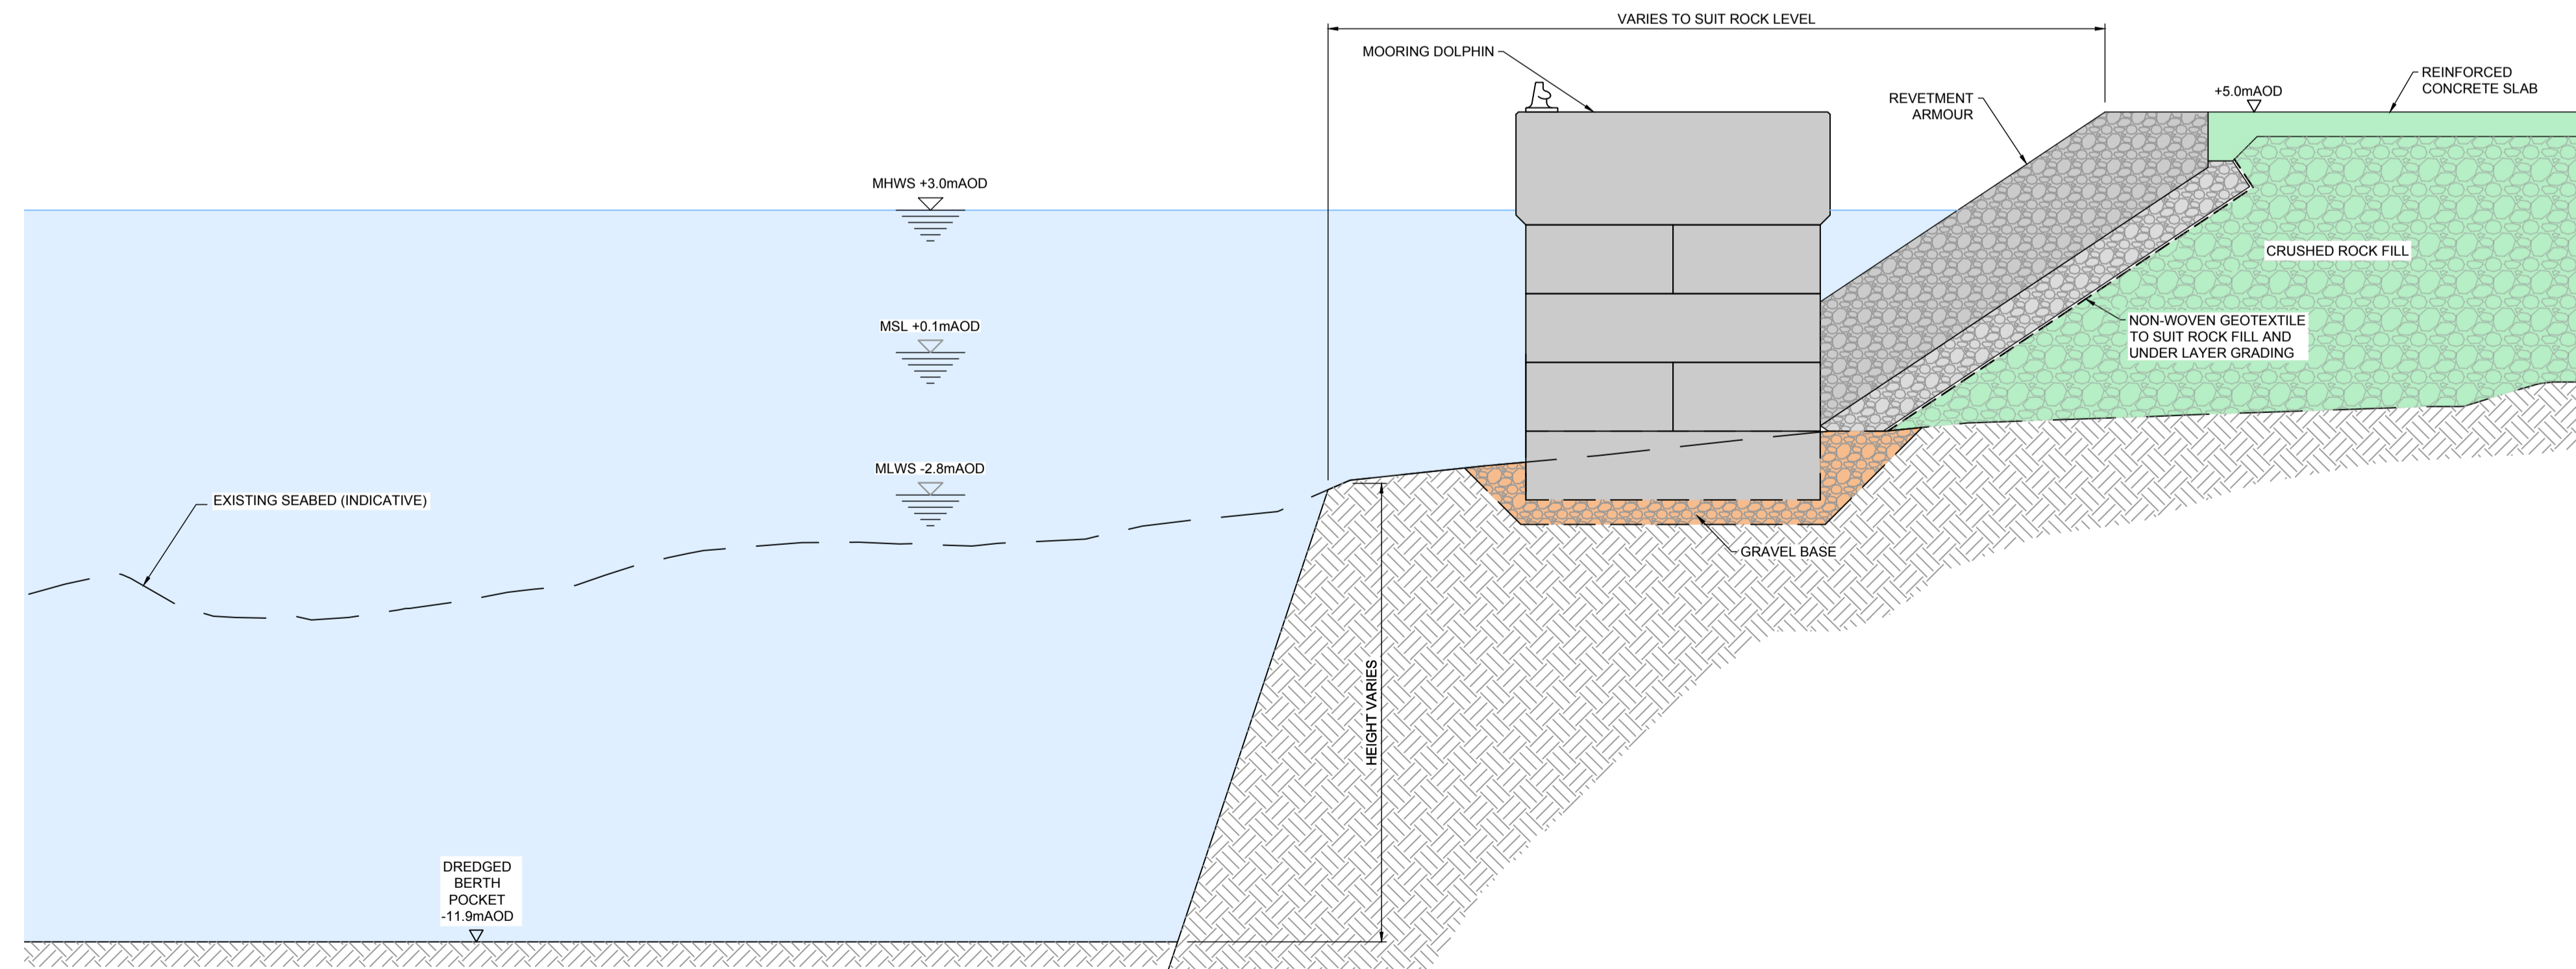 VARIES TO SUIT ROCK LEVEL
MOORING DOLPHIN
REINFORCED
CONCRETE SLAB
+5.0mAOD
REVETMENT
ARMOUR
MHWS +3.0mAOD
CRUSHED ROCK FILL
MSL +0.1mAOD
NON-WOVEN GEOTEXTILE
TO SUIT ROCK FILL AND
UNDER LAYER GRADING
MLWS -2.8mAOD
EXISTING SEABED (INDICATIVE)
GRAVEL BASE
HEIGHT VARIES
DREDGED
BERTH
POCKET
-11.9mAOD